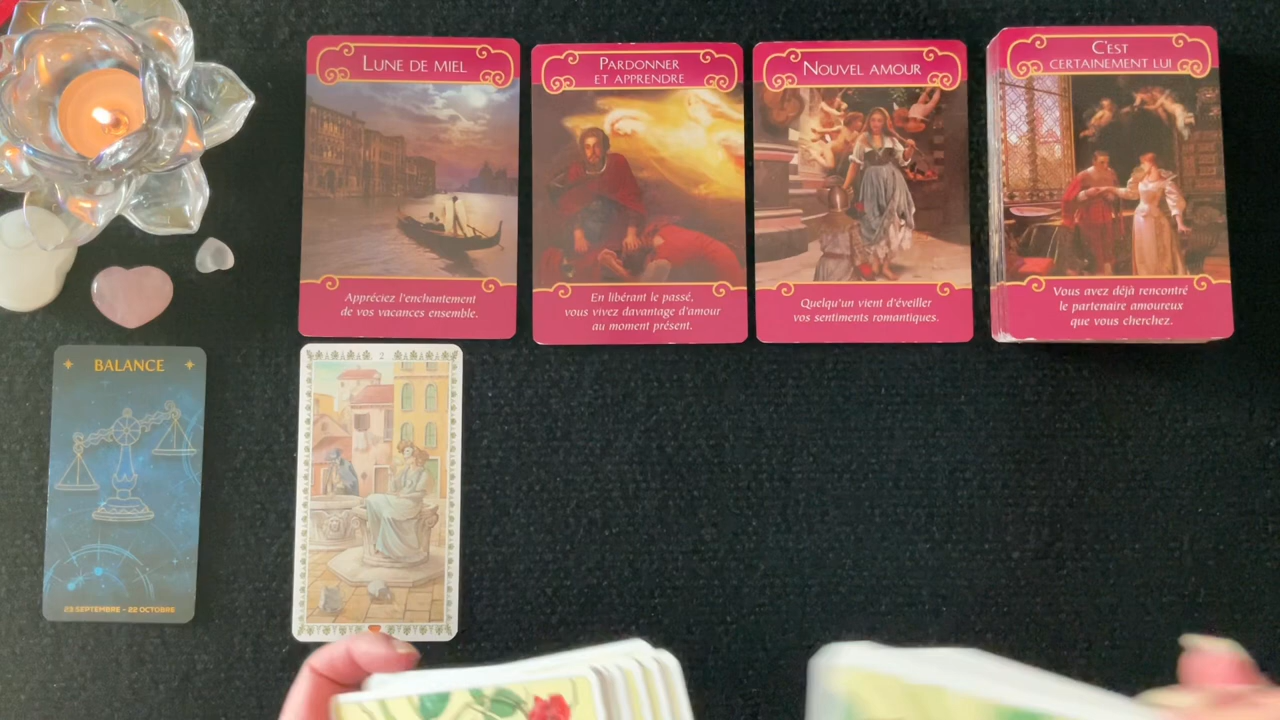 LUNE DE MIEL
Appréciez l'enchantement
de vos vacances ensemble.
PARDONNER
ET APPRENDRE
En libérant le passé,
vous vivez davantage d'amour
au moment présent.
NOUVEL AMOUR
Quelqu'un vient d'éveiller
vos sentiments romantiques.
C'EST
CERTAINEMENT LUI
Vous avez déjà rencontré
le partenaire amoureux
que vous cherchez.
BALANCE
23 SEPTEMBRE - 22 OCTOBRE
2